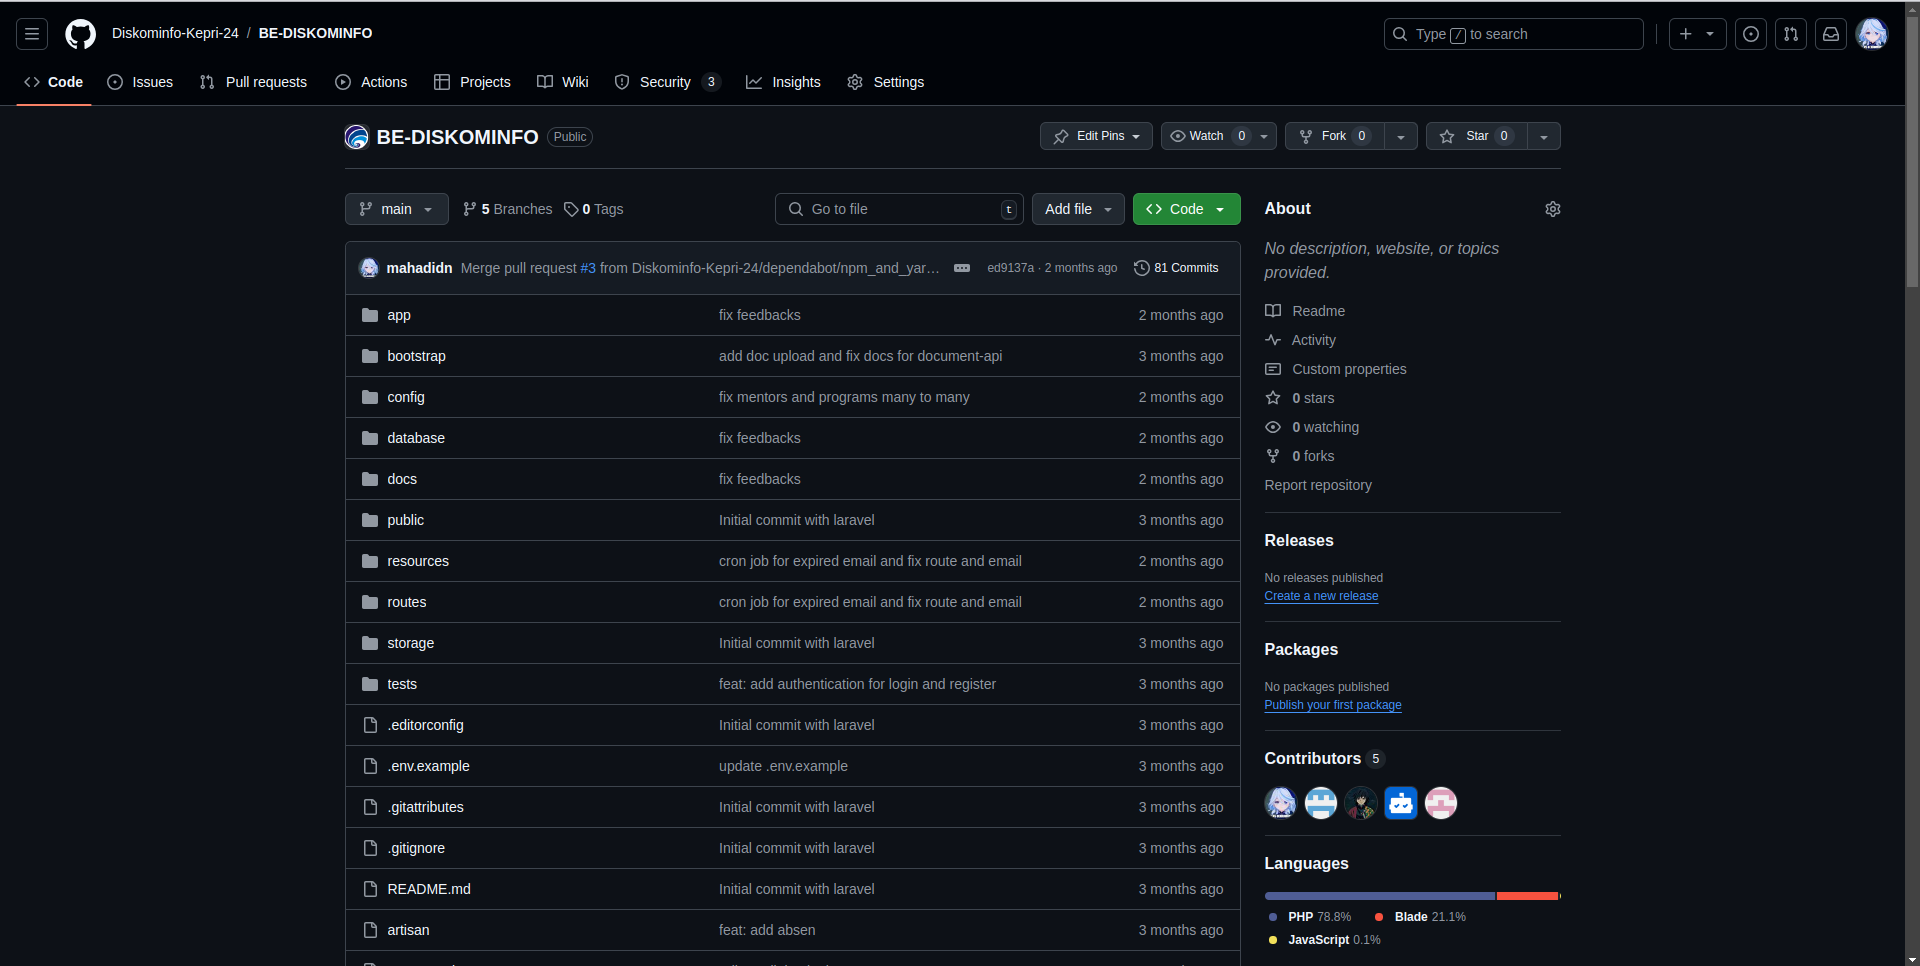 Diskominfo-Kepri-24 / BE-DISKOMINFO
Type / to search
Code Issues Pull requests Actions Projects Wiki Security 3 Insights Settings
BE-DISKOMINFO Public
Edit Pins Watch 0 Fork 0 Star 0
main 5 Branches 0 Tags Go to file t Add file Code
mahadidn Merge pull request #3 from Diskominfo-Kepri-24/dependabot/npm_and_yar… ed9137a · 2 months ago 81 Commits
app fix feedbacks 2 months ago
bootstrap add doc upload and fix docs for document-api 3 months ago
config fix mentors and programs many to many 2 months ago
database fix feedbacks 2 months ago
docs fix feedbacks 2 months ago
public Initial commit with laravel 3 months ago
resources cron job for expired email and fix route and email 2 months ago
routes cron job for expired email and fix route and email 2 months ago
storage Initial commit with laravel 3 months ago
tests feat: add authentication for login and register 3 months ago
.editorconfig Initial commit with laravel 3 months ago
.env.example update .env.example 3 months ago
.gitattributes Initial commit with laravel 3 months ago
.gitignore Initial commit with laravel 3 months ago
README.md Initial commit with laravel 3 months ago
artisan feat: add absen 3 months ago
About
No description, website, or topics
provided.
Readme
Activity
Custom properties
0 stars
0 watching
0 forks
Report repository
Releases
No releases published
Create a new release
Packages
No packages published
Publish your first package
Contributors 5
Languages
PHP 78.8% Blade 21.1%
JavaScript 0.1%